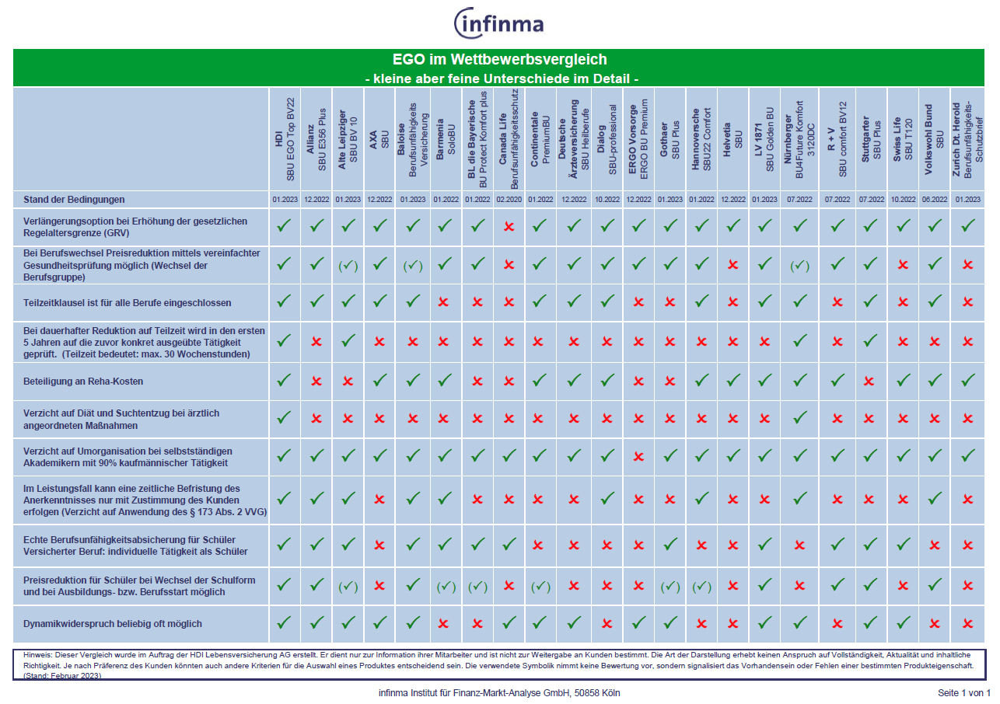 infinma
EGO im Wettbewerbsvergleich
- kleine aber feine Unterschiede im Detail -
HDI
SBU EGO Top BV22
Allianz
SBU E356 Plus
Alte Leipziger
SBU BV 10
AXA
SBU
Baloise
Berufsunfähigkeits
Versicherung
Barmenia
SoloBU
BL die Bayerische
BU Protect Komfort plus
Canada Life
Berufsunfähigkeitsschutz
Continentale
PremiumBU
Deutsche
Ärzteversicherung
SBU Heilberufe
Dialog
SBU-professional
ERGO Vorsorge
ERGO BU Premium
Gothaer
SBU Plus
Hannoversche
SBU22 Comfort
Helvetia
SBU
LV 1871
SBU Golden BU
Nürnberger
BU4Future Komfort
3120DC
R + V
SBU comfort BV12
Stuttgarter
SBU Plus
Swiss Life
SBU T120
Volkswohl Bund
SBU
Zurich Dt. Herold
Berufsunfähigkeits-
Schutzbrief
Stand der Bedingungen 01.2023 12.2022 01.2023 12.2022 01.2023 01.2022 01.2022 02.2020 01.2022 12.2022 10.2022 12.2022 01.2023 01.2022 12.2022 01.2023 07.2022 07.2022 07.2022 10.2022 06.2022 01.2023
Verlängerungsoption bei Erhöhung der gesetzlichen
Regelaltersgrenze (GRV)
Bei Berufswechsel Preisreduktion mittels vereinfachter
Gesundheitsprüfung möglich (Wechsel der
Berufsgruppe)
Teilzeitklausel ist für alle Berufe eingeschlossen
Bei dauerhafter Reduktion auf Teilzeit wird in den ersten
5 Jahren auf die zuvor konkret ausgeübte Tätigkeit
geprüft. (Teilzeit bedeutet: max. 30 Wochenstunden)
Beteiligung an Reha-Kosten
Verzicht auf Diät und Suchtentzug bei ärztlich
angeordneten Maßnahmen
Verzicht auf Umorganisation bei selbstständigen
Akademikern mit 90% kaufmännischer Tätigkeit
Im Leistungsfall kann eine zeitliche Befristung des
Anerkenntnisses nur mit Zustimmung des Kunden
erfolgen (Verzicht auf Anwendung des § 173 Abs. 2 VVG)
Echte Berufsunfähigkeitsabsicherung für Schüler
Versicherter Beruf: individuelle Tätigkeit als Schüler
Preisreduktion für Schüler bei Wechsel der Schulform
und bei Ausbildungs- bzw. Berufsstart möglich
Dynamikwiderspruch beliebig oft möglich
Hinweis: Dieser Vergleich wurde im Auftrag der HDI Lebensversicherung AG erstellt. Er dient nur zur Information ihrer Mitarbeiter und ist nicht zur Weitergabe an Kunden bestimmt. Die Art der Darstellung erhebt keinen Anspruch auf Vollständigkeit, Aktualität und inhaltliche
Richtigkeit. Je nach Präferenz des Kunden könnten auch andere Kriterien für die Auswahl eines Produktes entscheidend sein. Die verwendete Symbolik nimmt keine Bewertung vor, sondern signalisiert das Vorhandensein oder Fehlen einer bestimmten Produkteigenschaft.
(Stand: Februar 2023)
infinma Institut für Finanz-Markt-Analyse GmbH, 50858 Köln
Seite 1 von 1